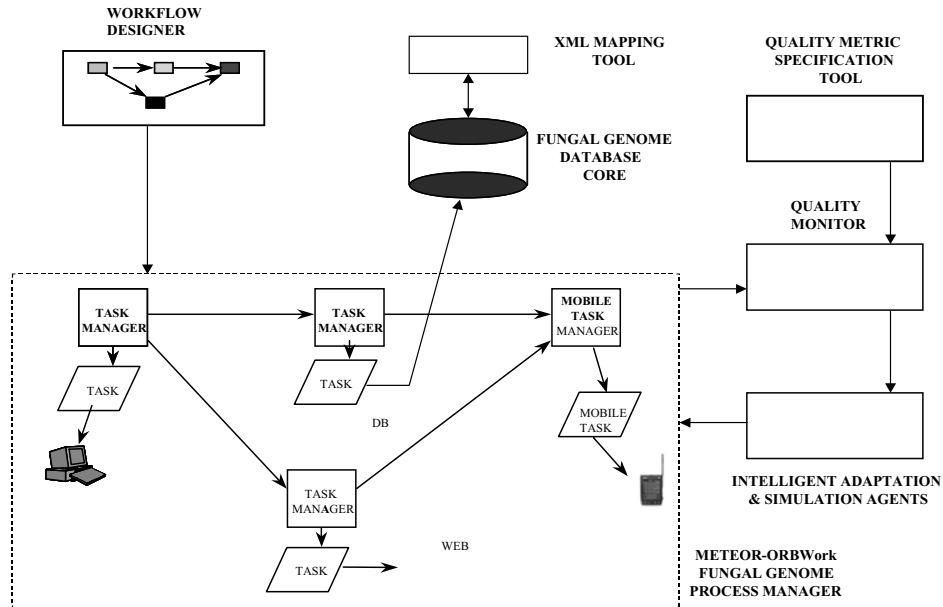 WORKFLOW
DESIGNER
XML MAPPING
TOOL
QUALITY METRIC
SPECIFICATION
TOOL
FUNGAL GENOME
DATABASE
CORE
QUALITY
MONITOR
TASK
MANAGER
TASK
MANAGER
MOBILE
TASK
MANAGER
TASK
TASK
MOBILE
TASK
DB
TASK
MANAGER
INTELLIGENT ADAPTATION
& SIMULATION AGENTS
WEB
TASK
METEOR-ORBWork
FUNGAL GENOME
PROCESS MANAGER